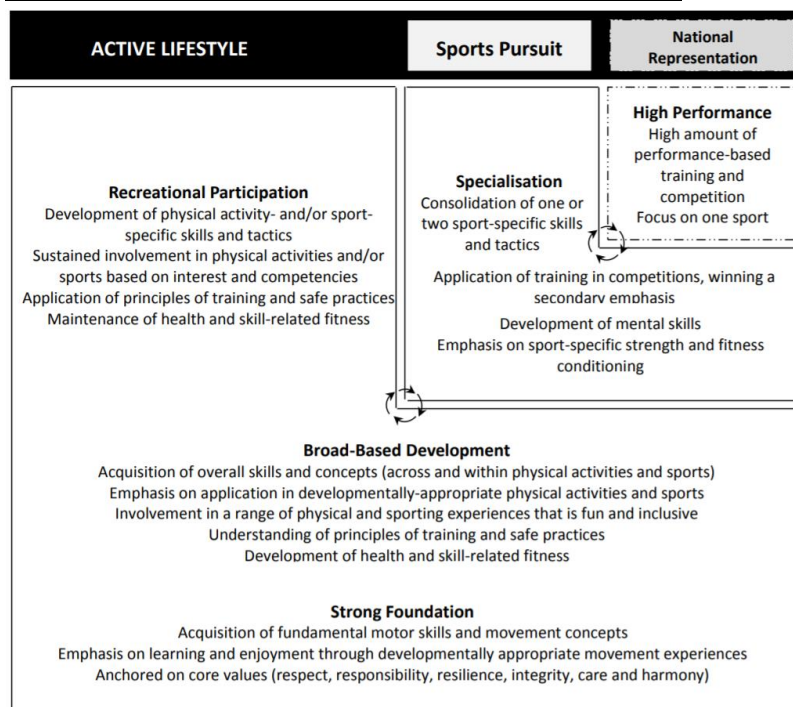 ACTIVE LIFESTYLE
Sports Pursuit
National
Representation
High Performance
High amount of
performance-based
training and
competition
Focus on one sport
Recreational Participation
Development of physical activity- and/or sport-
specific skills and tactics
Sustained involvement in physical activities and/or
sports based on interest and competencies
Application of principles of training and safe practices
Maintenance of health and skill-related fitness
Specialisation
Consolidation of one or
two sport-specific skills
and tactics
Application of training in competitions, winning a
secondary emphasis
Development of mental skills
Emphasis on sport-specific strength and fitness
conditioning
Broad-Based Development
Acquisition of overall skills and concepts (across and within physical activities and sports)
Emphasis on application in developmentally-appropriate physical activities and sports
Involvement in a range of physical and sporting experiences that is fun and inclusive
Understanding of principles of training and safe practices
Development of health and skill-related fitness
Strong Foundation
Acquisition of fundamental motor skills and movement concepts
Emphasis on learning and enjoyment through developmentally appropriate movement experiences
Anchored on core values (respect, responsibility, resilience, integrity, care and harmony)